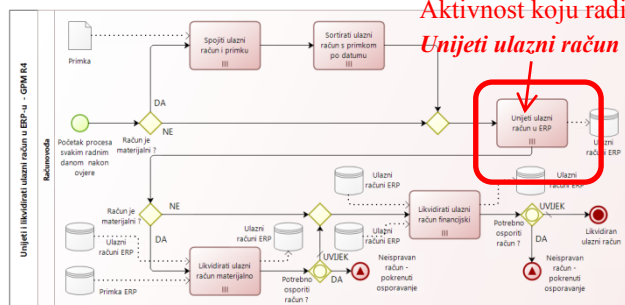 Aktivnost koju radi
Unijeti ulazni račun
Unijeti i likvidirati ulazni račun u ERP-u - GPM R4
Računovođa
Primka
Spojiti ulazni
račun i primku
Sortirati ulazni
račun s primkom
po datumu
DA
NE
Početak procesa
svakim radnim
danom nakon
ovjere
Račun je
materijalni ?
Unijeti ulazni
račun u ERP
Ulazni
računi ERP
Račun je
materijalni ?
NE
DA
Ulazni
računi ERP
Primka ERP
Likvidirati ulazni
račun materijalno
Ulazni
računi ERP
Potrebno
osporiti
račun ?
UVIJEK
DA
Neispravan
račun -
pokrenuti
osporavanje
Ulazni
računi ERP
Ulazni
računi ERP
Likvidirati ulazni
račun financijski
Ulazni
računi ERP
Potrebno
osporiti
račun ?
UVIJEK
DA
Likvidiran
ulazni račun
Neispravan
račun -
pokrenuti
osporavanje